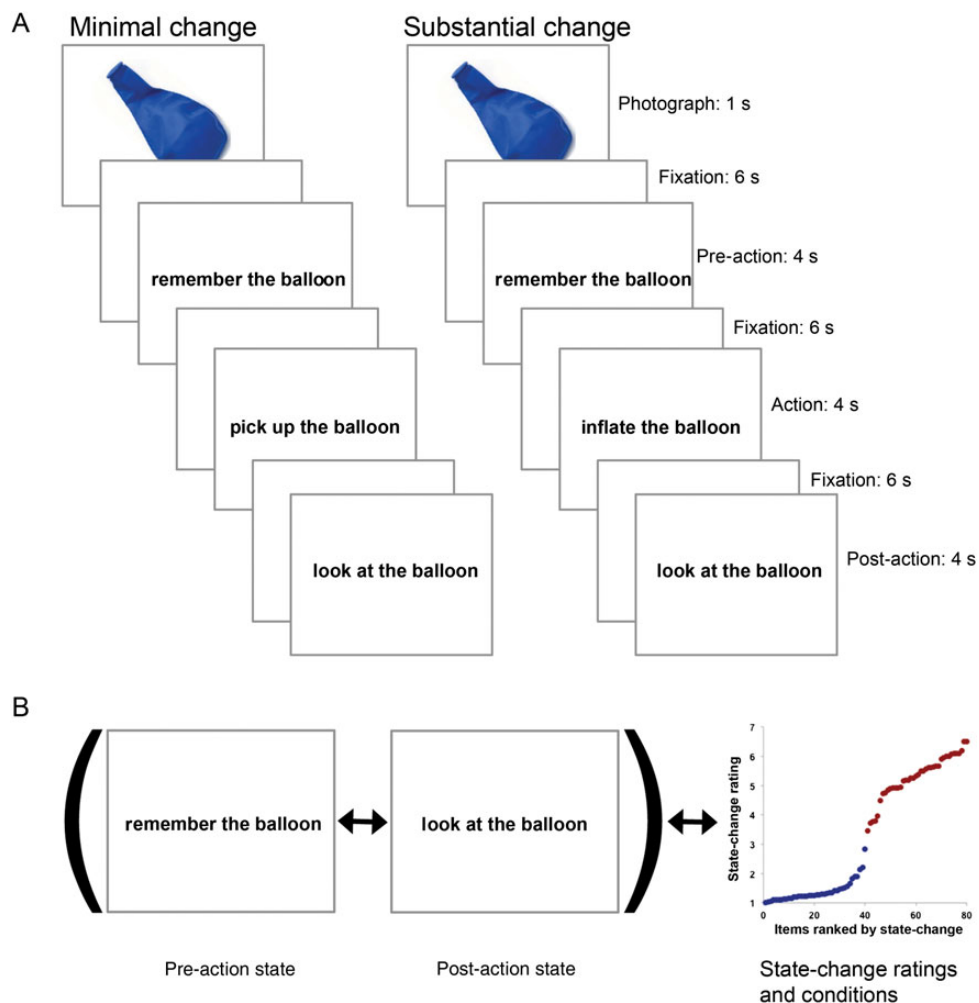 A
Minimal change
Substantial change
Photograph: 1 s
Fixation: 6 s
remember the balloon
remember the balloon
Pre-action: 4 s
Fixation: 6 s
pick up the balloon
inflate the balloon
Action: 4 s
Fixation: 6 s
look at the balloon
look at the balloon
Post-action: 4 s
B
remember the balloon
look at the balloon
State-change rating
7
6
5
4
3
2
1
0
20
40
60
80
Items ranked by state-change
Pre-action state
Post-action state
State-change ratings
and conditions